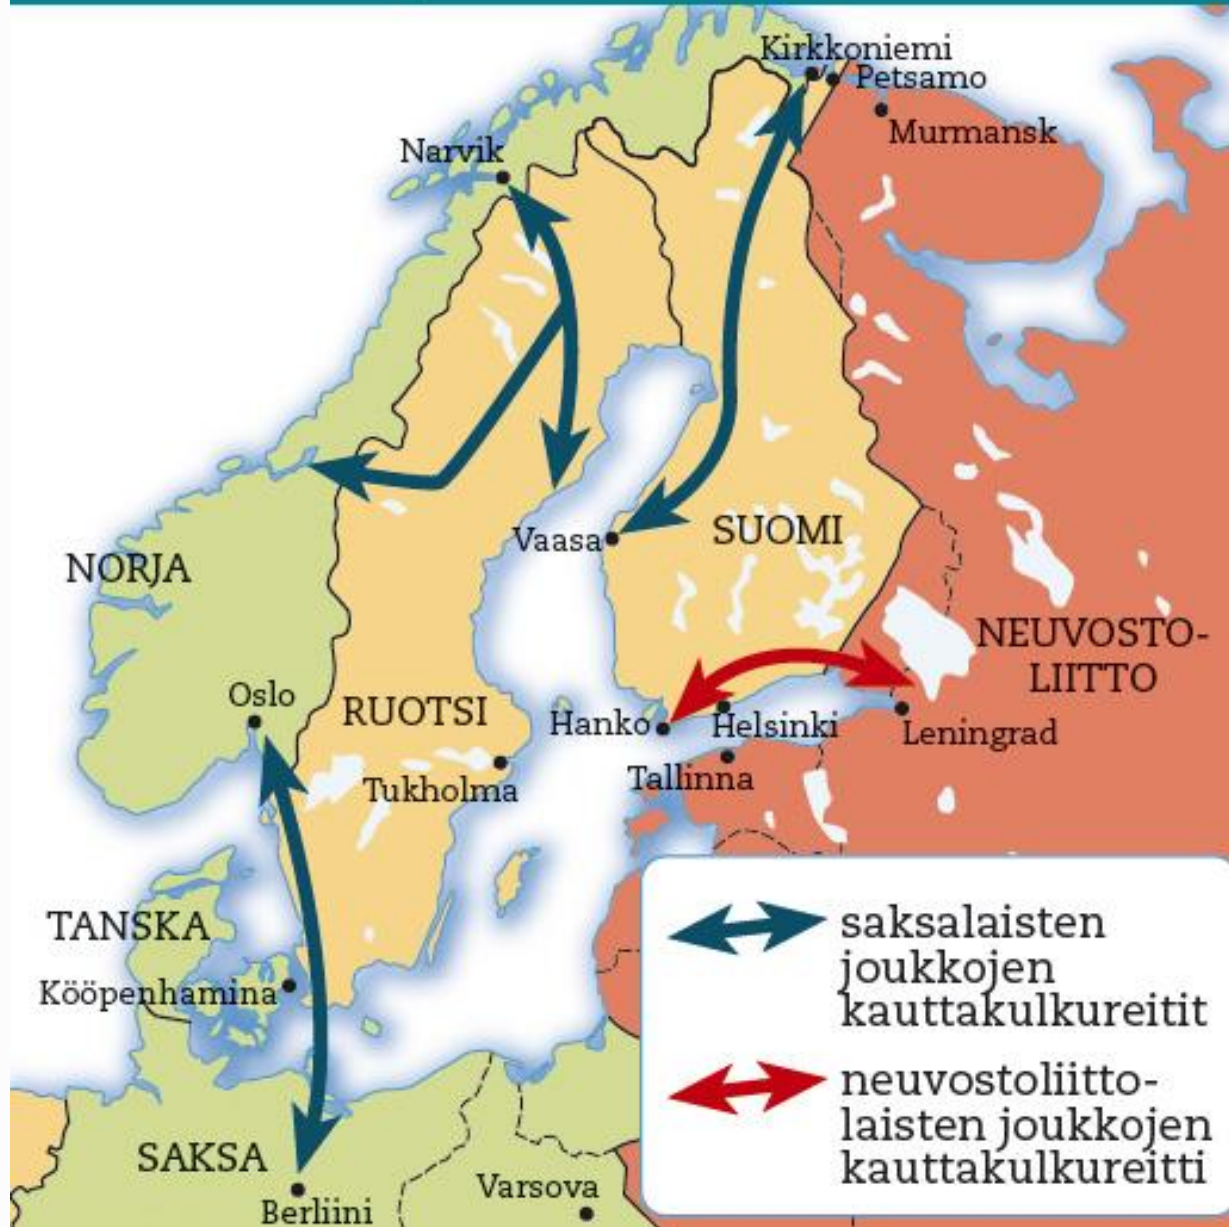 Kirkkoniemi
Petsamo
Murmansk
Narvik
Vaasa
SUOMI
NORJA
NEUVOSTO-
LIITTO
Oslo
RUOTSI
Hanko
Helsinki
Leningrad
Tukholma
Tallinna
TANSKA
Kööpenhamina
SAKSA
Berliini
Varsova
saksalaisten
joukkojen
kauttakulkureitit
neuvostoliitto-
laisten joukkojen
kauttakulkureitti